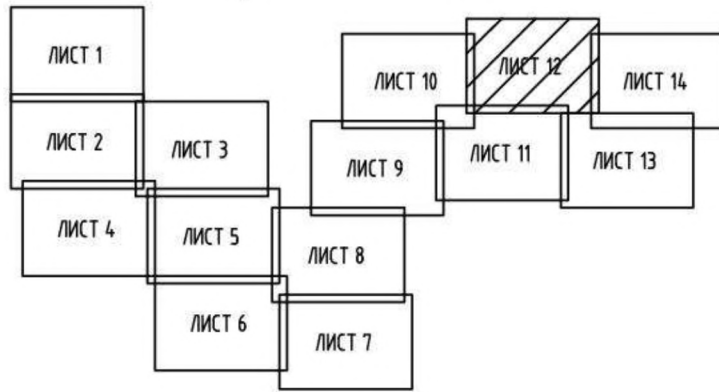 ЛИСТ 1
ЛИСТ 2
ЛИСТ 3
ЛИСТ 4
ЛИСТ 5
ЛИСТ 6
ЛИСТ 7
ЛИСТ 8
ЛИСТ 9
ЛИСТ 10
ЛИСТ 11
ЛИСТ 12
ЛИСТ 13
ЛИСТ 14